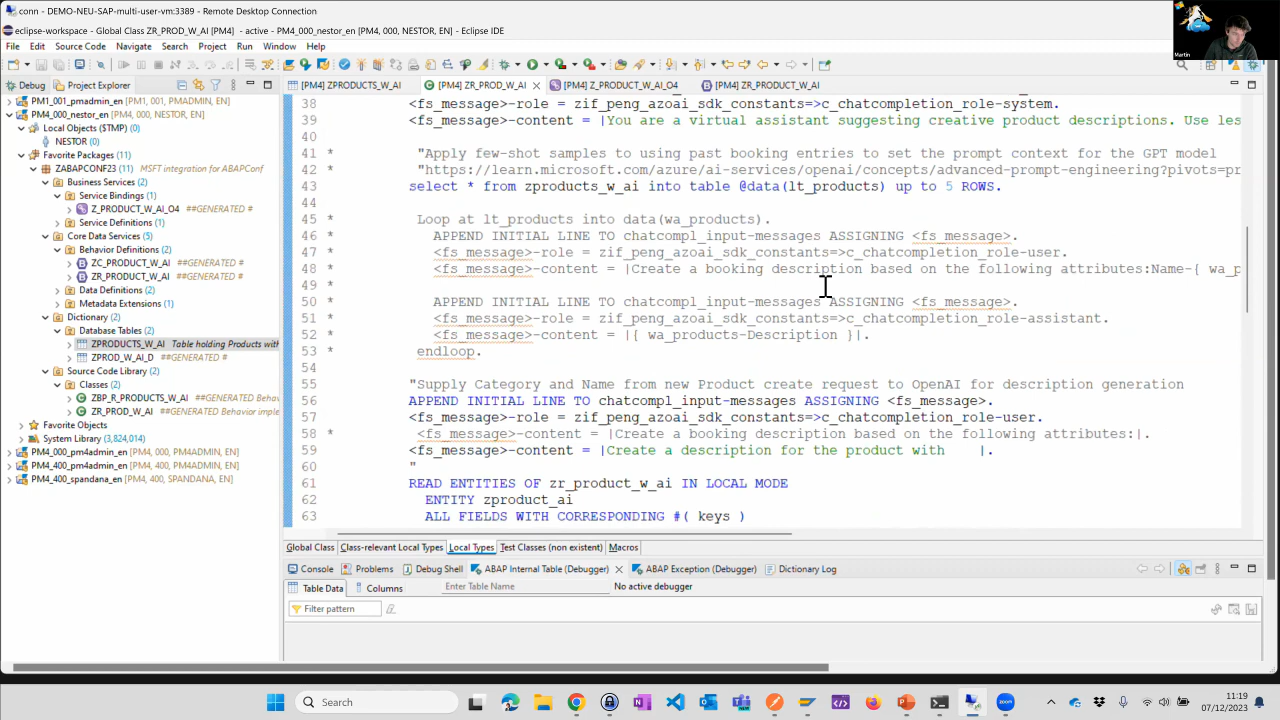 conn - DEMO-NEU-SAP-multi-user-vm:3389 - Remote Desktop Connection
eclipse-workspace - Global Class ZR_PROD_W_AI [PM4] - active - PM4_000_nestor_en [PM4, 000, NESTOR, EN] - Eclipse IDE
File Edit Source Code Navigate Search Project Run Window Help
Martin
Debug Project Explorer
[PM4] ZPRODUCTS_W_AI [PM4] ZR_PROD_W_AI [PM4] Z_PRODUCT_W_AI_O4 [PM4] ZR_PRODUCT_W_AI
PM1_001_pmadmin_en [PM1, 001, PMADMIN, EN]
PM4_000_nestor_en [PM4, 000, NESTOR, EN]
Local Objects ($TMP) (0)
NESTOR (0)
Favorite Packages (11)
ZABAPCONF23 MSFT integration for ABAPConf
Business Services (2)
Service Bindings (1)
Z_PRODUCT_W_AI_O4 ##GENERATED #
Service Definitions (1)
Core Data Services (5)
Behavior Definitions (2)
ZC_PRODUCT_W_AI ##GENERATED #
ZR_PRODUCT_W_AI ##GENERATED #
Data Definitions (2)
Metadata Extensions (1)
Dictionary (2)
Database Tables (2)
ZPRODUCTS_W_AI Table holding Products with
ZPROD_W_AI_D ##GENERATED #
Source Code Library (2)
Classes (2)
ZBP_R_PRODUCTS_W_AI ##GENERATED Behav
ZR_PROD_W_AI ##GENERATED Behavior imple
Favorite Objects
System Library (3,824,014)
PM4_000_pm4admin_en [PM4, 000, PM4ADMIN, EN]
PM4_400_pm4admin_en [PM4, 400, PM4ADMIN, EN]
PM4_400_spandana_en [PM4, 400, SPANDANA, EN]
38 <fs_message>-role = zif_peng_azoai_sdk_constants=>c_chatcompletion_role-system.
39 <fs_message>-content = |You are a virtual assistant suggesting creative product descriptions. Use les
40
41 * "Apply few-shot samples to using past booking entries to set the prompt context for the GPT model
42 * "https://learn.microsoft.com/azure/ai-services/openai/concepts/advanced-prompt-engineering?pivots=pr
43 select * from zproducts_w_ai into table @data(lt_products) up to 5 ROWS.
44
45 * Loop at lt_products into data(wa_products).
46 * APPEND INITIAL LINE TO chatcompl_input-messages ASSIGNING <fs_message>.
47 * <fs_message>-role = zif_peng_azoai_sdk_constants=>c_chatcompletion_role-user.
48 * <fs_message>-content = |Create a booking description based on the following attributes:Name-{ wa_p
49 *
50 * APPEND INITIAL LINE TO chatcompl_input-messages ASSIGNING <fs_message>.
51 * <fs_message>-role = zif_peng_azoai_sdk_constants=>c_chatcompletion_role-assistant.
52 * <fs_message>-content = |{ wa_products-Description }|.
53 * endloop.
54
55 "Supply Category and Name from new Product create request to OpenAI for description generation
56 APPEND INITIAL LINE TO chatcompl_input-messages ASSIGNING <fs_message>.
57 <fs_message>-role = zif_peng_azoai_sdk_constants=>c_chatcompletion_role-user.
58 * <fs_message>-content = |Create a booking description based on the following attributes:|.
59 <fs_message>-content = |Create a description for the product with |.
60 "
61 READ ENTITIES OF zr_product_w_ai IN LOCAL MODE
62 ENTITY zproduct_ai
63 ALL FIELDS WITH CORRESPONDING #( keys )
Global Class Class-relevant Local Types Local Types Test Classes (non existent) Macros
Console Problems Debug Shell ABAP Internal Table (Debugger) ABAP Exception (Debugger) Dictionary Log
Table Data Columns Enter Table Name No active debugger
Filter pattern
Search
11:19
07/12/2023